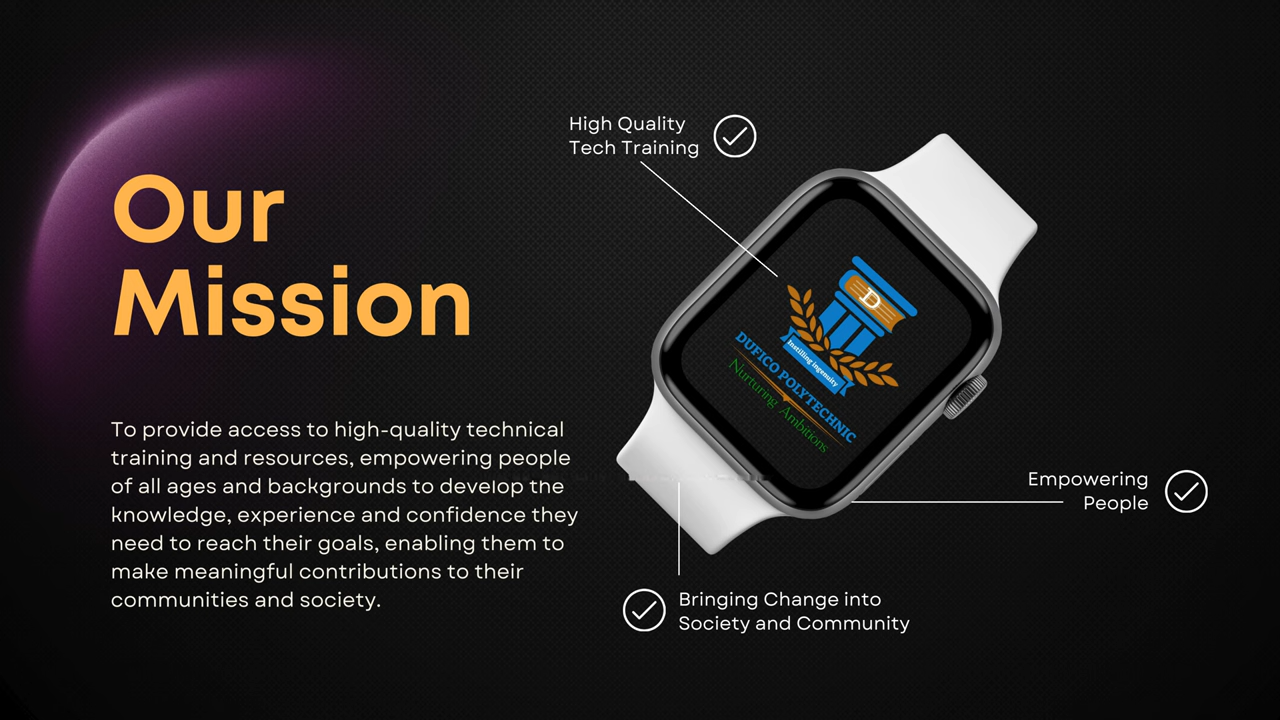 Our
Mission
To provide access to high-quality technical
training and resources, empowering people
of all ages and backgrounds to develop the
knowledge, experience and confidence they
need to reach their goals, enabling them to
make meaningful contributions to their
communities and society.
High Quality
Tech Training
D
Instilling ingenuity
DUFICO POLYTECHNIC
Nurturing Ambitions
Empowering
People
Bringing Change into
Society and Community